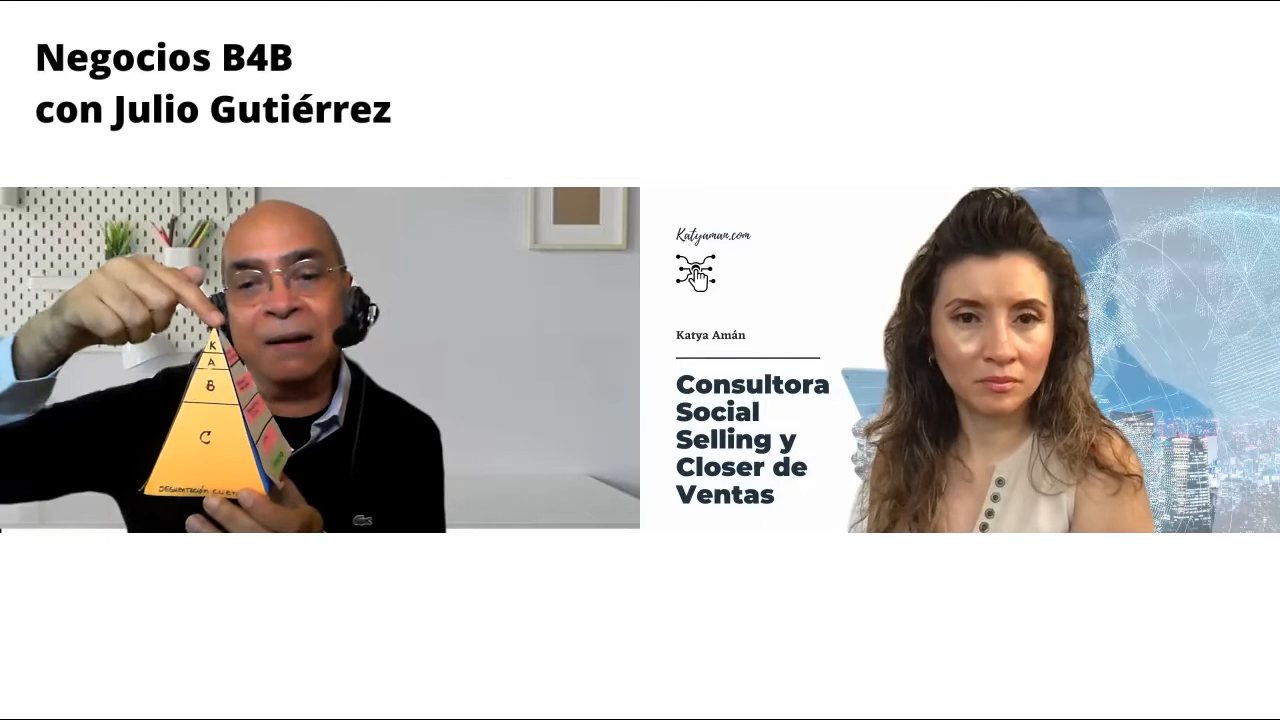 Negocios B4B
con Julio Gutiérrez
Katyaman.com
Katya Amán
Consultora
Social
Selling y
Closer de
Ventas
K
A
B
C